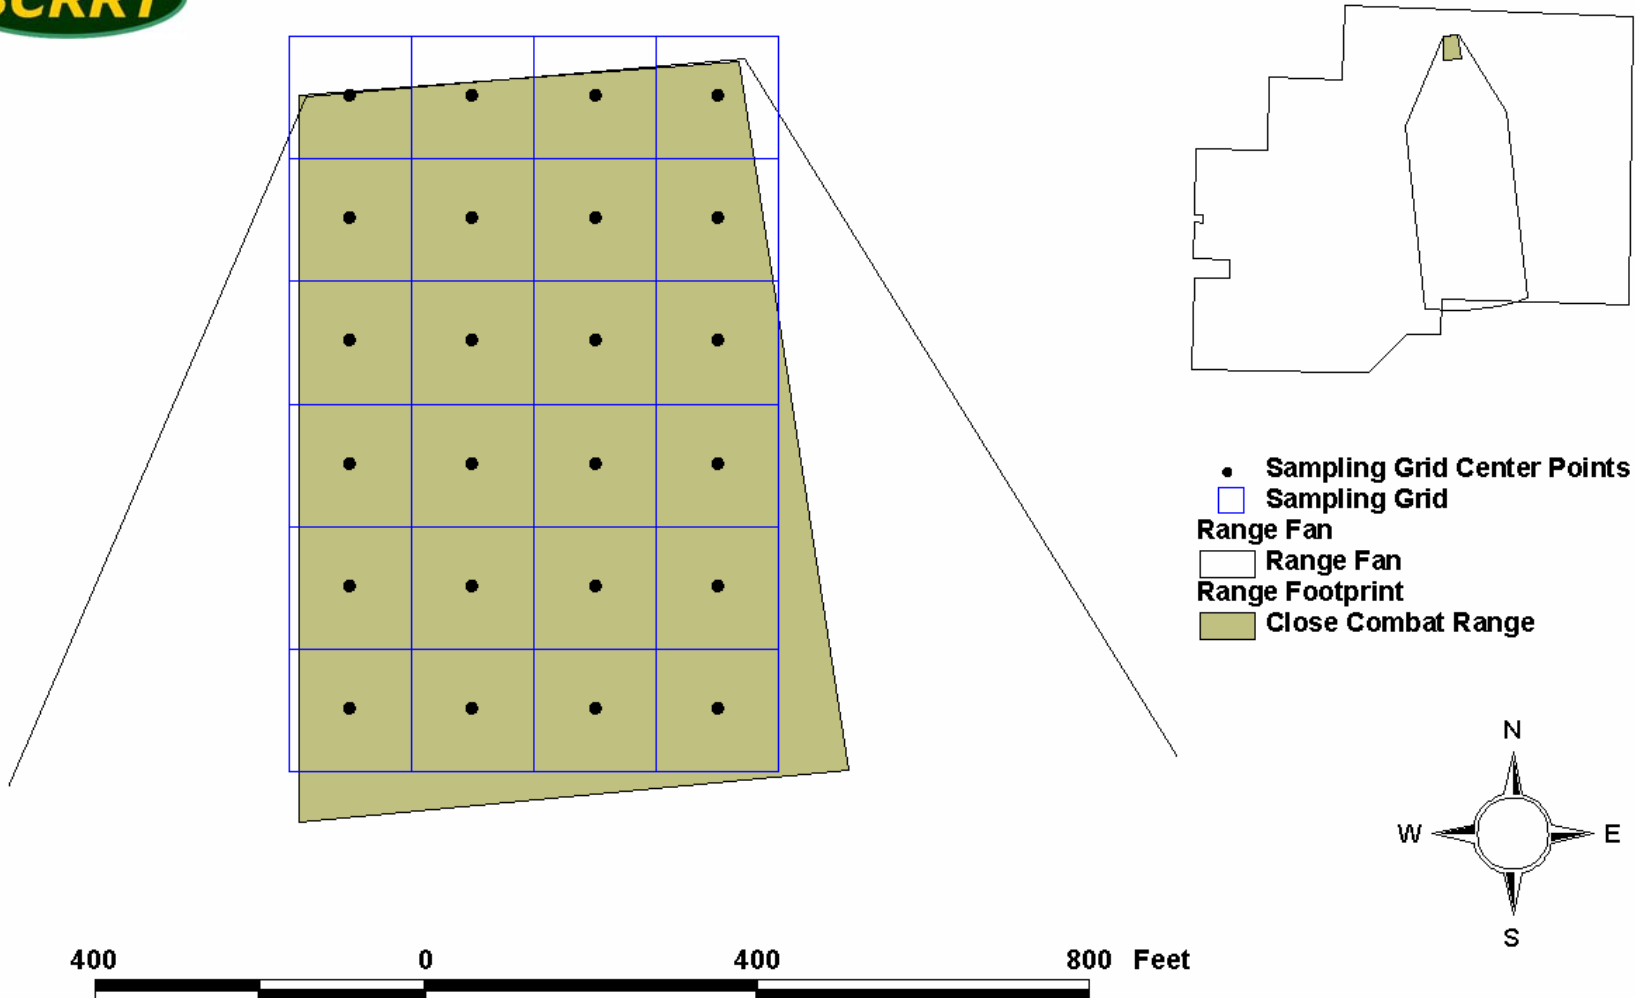 Sampling Grid Center Points
Sampling Grid
Range Fan
Range Fan
Range Footprint
Close Combat Range
N
W E
S
400 0 400 800 Feet